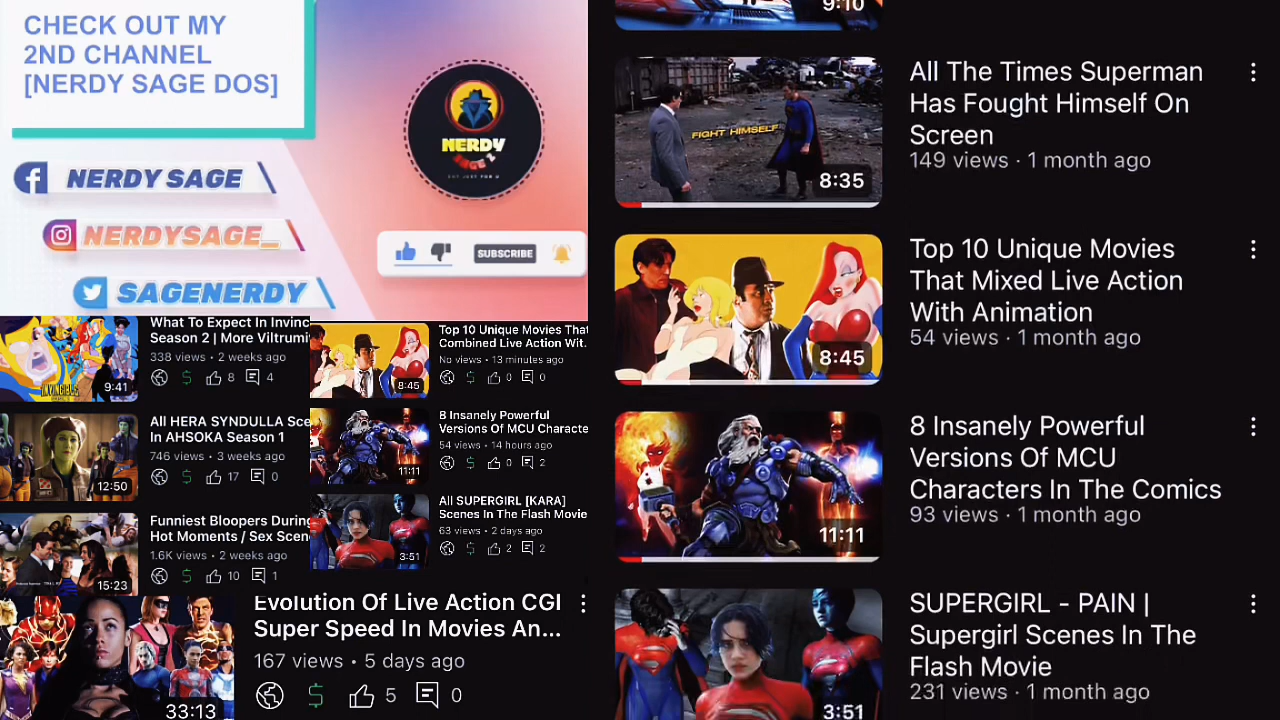 CHECK OUT MY
2ND CHANNEL
[NERDY SAGE DOS]
NERDY SAGE
NERDYSAGE_
SAGENERDY
NERDY
SUBSCRIBE
What To Expect In Invinc
Season 2 | More Viltrumi
338 views • 2 weeks ago
8
4
9:41
All HERA SYNDULLA Sce
In AHSOKA Season 1
746 views • 3 weeks ago
17
0
12:50
Funniest Bloopers During
Hot Moments / Sex Scen
1.6K views • 2 weeks ago
10
1
15:23
Top 10 Unique Movies That
Combined Live Action Wit.
No views • 13 minutes ago
0
0
8:45
8 Insanely Powerful
Versions Of MCU Characte
54 views • 14 hours ago
0
2
11:11
All SUPERGIRL [KARA]
Scenes In The Flash Movie
63 views • 2 days ago
2
2
3:51
Evolution Of Live Action CGI
Super Speed In Movies An...
167 views • 5 days ago
5
0
33:13
9:10
All The Times Superman
Has Fought Himself On
Screen
149 views · 1 month ago
FIGHT HIMSELF
8:35
Top 10 Unique Movies
That Mixed Live Action
With Animation
54 views · 1 month ago
8:45
8 Insanely Powerful
Versions Of MCU
Characters In The Comics
93 views · 1 month ago
11:11
SUPERGIRL - PAIN |
Supergirl Scenes In The
Flash Movie
231 views · 1 month ago
3:51